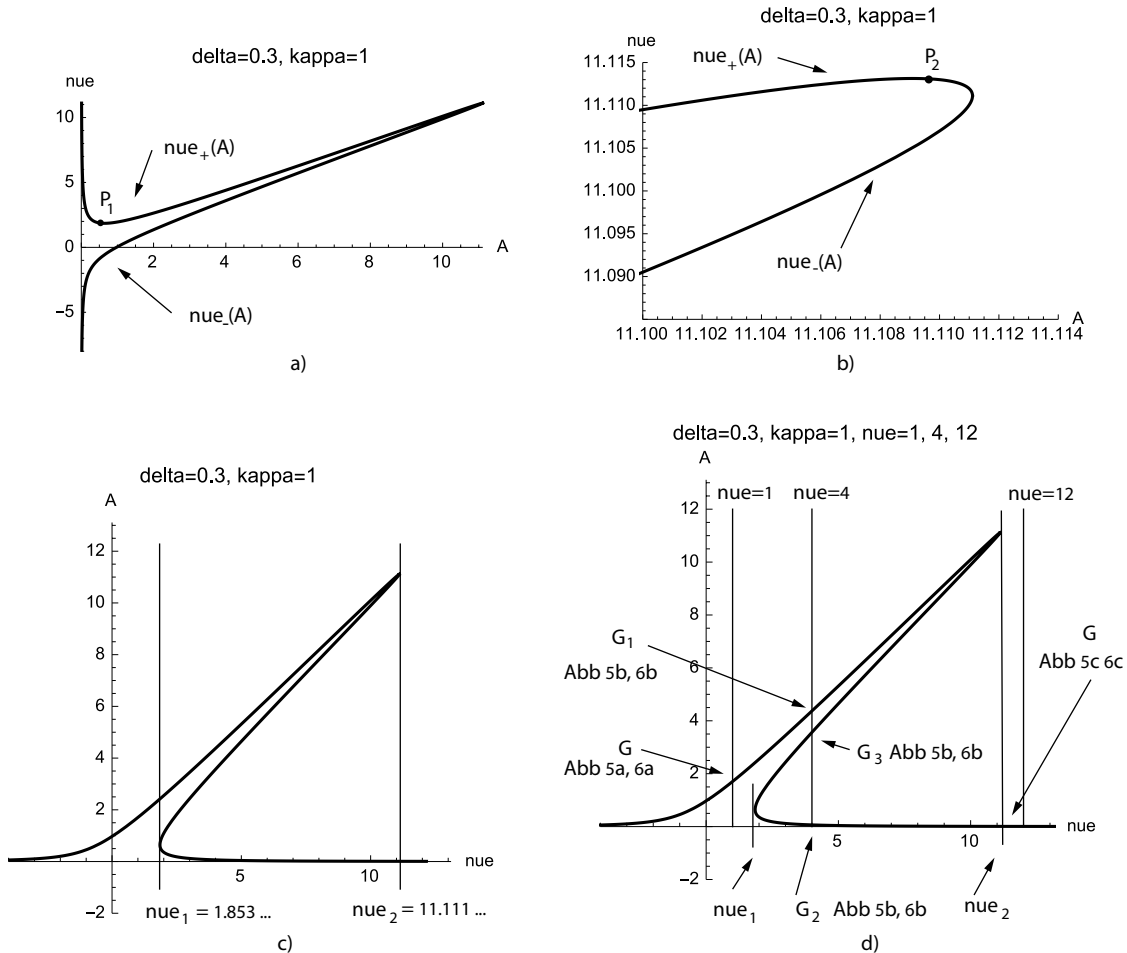 delta=0.3, kappa=1
nue
10
5
0
−5
2
4
6
8
10
A
nue₊(A)
P₁
nue₋(A)
a)
delta=0.3, kappa=1
nue
11.115
11.110
11.105
11.100
11.095
11.090
nue₊(A)
P₂
nue₋(A)
A
11.100 11.102 11.104 11.106 11.108 11.110 11.112 11.114
b)
delta=0.3, kappa=1
A
12
10
8
6
4
2
−2
5
10
nue
nue₁ = 1.853 ...
nue₂ = 11.111 ...
c)
delta=0.3, kappa=1, nue=1, 4, 12
A
nue=1
nue=4
nue=12
12
10
8
6
4
2
−2
G₁
Abb 5b, 6b
G
Abb 5a, 6a
G₃ Abb 5b, 6b
G
Abb 5c 6c
5
10
nue
nue₁
G₂ Abb 5b, 6b
nue₂
d)